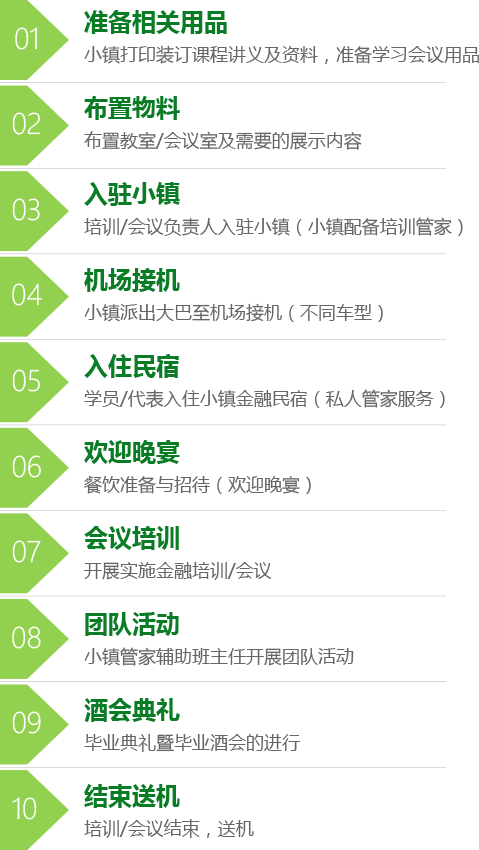 01
准备相关用品
小镇打印装订课程讲义及资料，准备学习会议用品
02
布置物料
布置教室/会议室及需要的展示内容
03
入驻小镇
培训/会议负责人入驻小镇（小镇配备培训管家）
04
机场接机
小镇派出大巴至机场接机（不同车型）
05
入住民宿
学员/代表入住小镇金融民宿（私人管家服务）
06
欢迎晚宴
餐饮准备与招待（欢迎晚宴）
07
会议培训
开展实施金融培训/会议
08
团队活动
小镇管家辅助班主任开展团队活动
09
酒会典礼
毕业典礼暨毕业酒会的进行
10
结束送机
培训/会议结束，送机